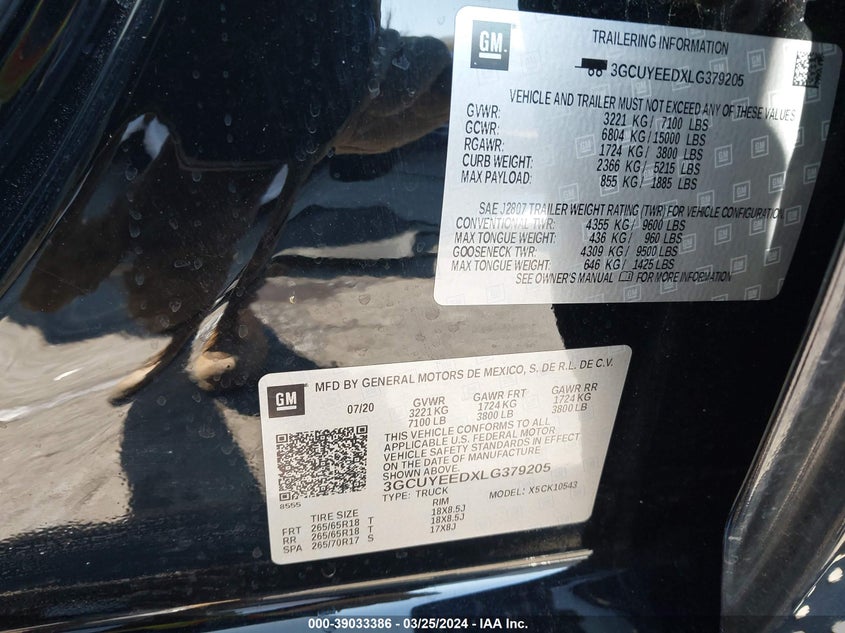 GM
TRAILERING INFORMATION
3GCUYEEDXLG379205
VEHICLE AND TRAILER MUST NOT EXCEED ANY OF THESE VALUES
GVWR: 3221 KG / 7100 LBS
GCWR: 6804 KG / 15000 LBS
RGAWR: 1724 KG / 3800 LBS
CURB WEIGHT: 2366 KG / 5215 LBS
MAX PAYLOAD: 855 KG / 1885 LBS
SAE J2807 TRAILER WEIGHT RATING (TWR) FOR VEHICLE CONFIGURATION
CONVENTIONAL TWR: 4355 KG / 9600 LBS
MAX TONGUE WEIGHT: 436 KG / 960 LBS
GOOSENECK TWR: 4309 KG / 9500 LBS
MAX TONGUE WEIGHT: 646 KG / 1425 LBS
SEE OWNER'S MANUAL FOR MORE INFORMATION
GM
MFD BY GENERAL MOTORS DE MEXICO, S. DE R.L. DE C.V.
07/20 GVWR GAWR FRT GAWR RR
3221 KG 1724 KG 1724 KG
7100 LB 3800 LB 3800 LB
THIS VEHICLE CONFORMS TO ALL
APPLICABLE U.S. FEDERAL MOTOR
VEHICLE SAFETY STANDARDS IN EFFECT
ON THE DATE OF MANUFACTURE
SHOWN ABOVE.
3GCUYEEDXLG379205
8555 TYPE: TRUCK MODEL: X5CK10543
TIRE SIZE RIM
FRT 265/65R18 T 18X8.5J
RR 265/65R18 T 18X8.5J
SPA 265/70R17 S 17X8J
000-39033386 - 03/25/2024 - IAA Inc.